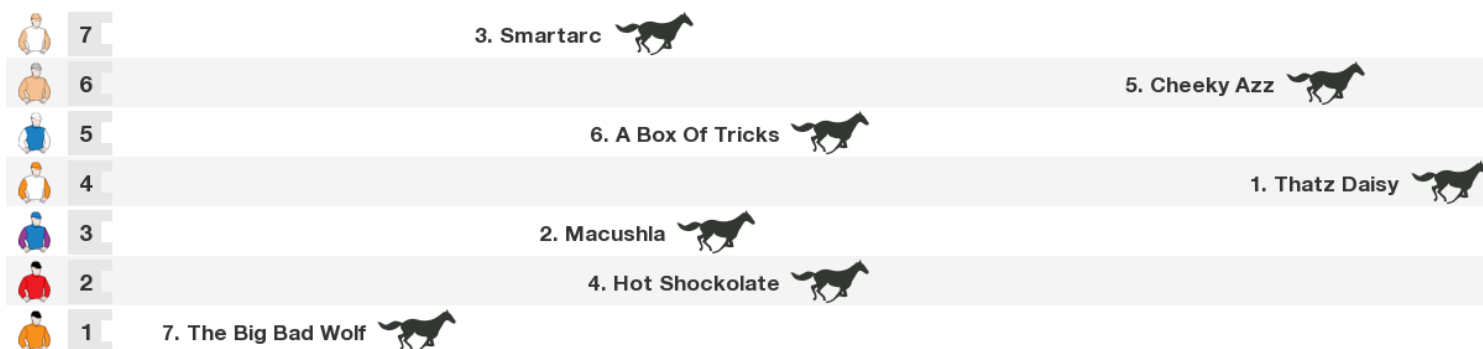 7 3. Smartarc
6 5. Cheeky Azz
5 6. A Box Of Tricks
4 1. Thatz Daisy
3 2. Macushla
2 4. Hot Shockolate
1 7. The Big Bad Wolf